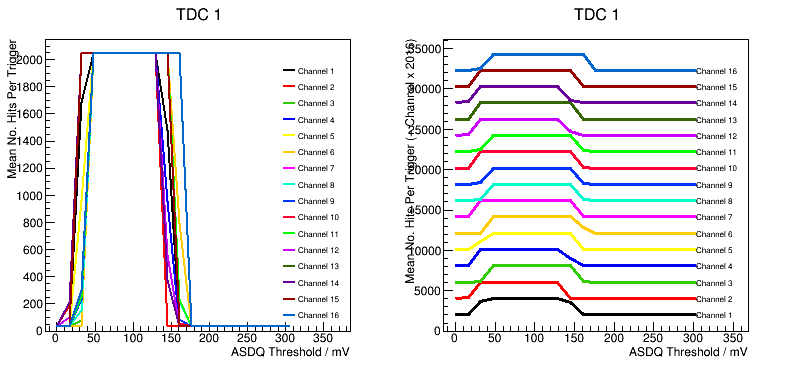 TDC 1
Mean No. Hits Per Trigger
2000
1800
1600
1400
1200
1000
800
600
400
200
0
Channel 1
Channel 2
Channel 3
Channel 4
Channel 5
Channel 6
Channel 7
Channel 8
Channel 9
Channel 10
Channel 11
Channel 12
Channel 13
Channel 14
Channel 15
Channel 16
0 50 100 150 200 250 300 350
ASDQ Threshold / mV
TDC 1
Mean No. Hits Per Trigger (+ Channel x 2016)
35000
30000
25000
20000
15000
10000
5000
0
Channel 16
Channel 15
Channel 14
Channel 13
Channel 12
Channel 11
Channel 10
Channel 9
Channel 8
Channel 7
Channel 6
Channel 5
Channel 4
Channel 3
Channel 2
Channel 1
0 50 100 150 200 250 300 350
ASDQ Threshold / mV